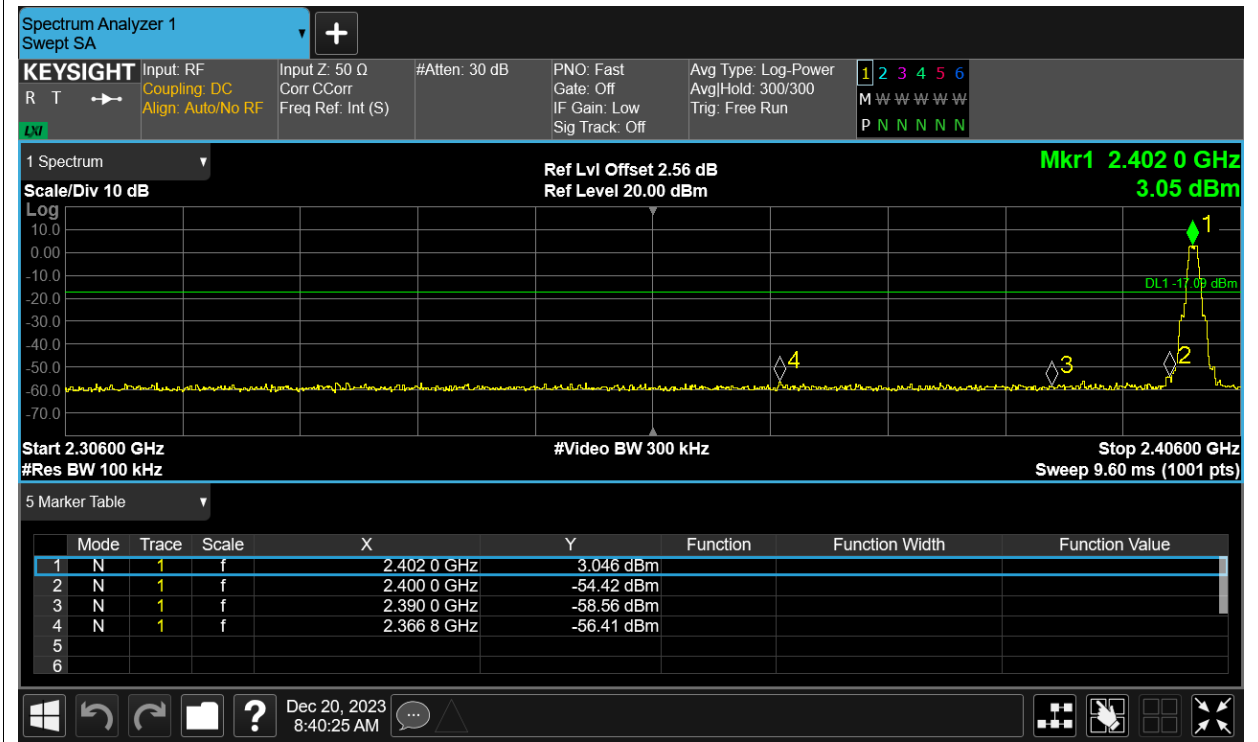 Spectrum Analyzer 1
Swept SA
+
KEYSIGHT
R T
LXI
Input: RF
Coupling: DC
Align: Auto/No RF
Input Z: 50 Ω
Corr CCorr
Freq Ref: Int (S)
#Atten: 30 dB
PNO: Fast
Gate: Off
IF Gain: Low
Sig Track: Off
Avg Type: Log-Power
Avg|Hold: 300/300
Trig: Free Run
1 2 3 4 5 6
M W W W W W
P N N N N N
1 Spectrum
Scale/Div 10 dB
Ref Lvl Offset 2.56 dB
Ref Level 20.00 dBm
Mkr1 2.402 0 GHz
3.05 dBm
Log
10.0
0.00
-10.0
-20.0
-30.0
-40.0
-50.0
-60.0
-70.0
1
DL1 -17.09 dBm
2
3
4
Start 2.30600 GHz
#Res BW 100 kHz
#Video BW 300 kHz
Stop 2.40600 GHz
Sweep 9.60 ms (1001 pts)
5 Marker Table
Mode Trace Scale X Y Function Function Width Function Value
1 N 1 f 2.402 0 GHz 3.046 dBm
2 N 1 f 2.400 0 GHz -54.42 dBm
3 N 1 f 2.390 0 GHz -58.56 dBm
4 N 1 f 2.366 8 GHz -56.41 dBm
5
6
?
Dec 20, 2023
8:40:25 AM